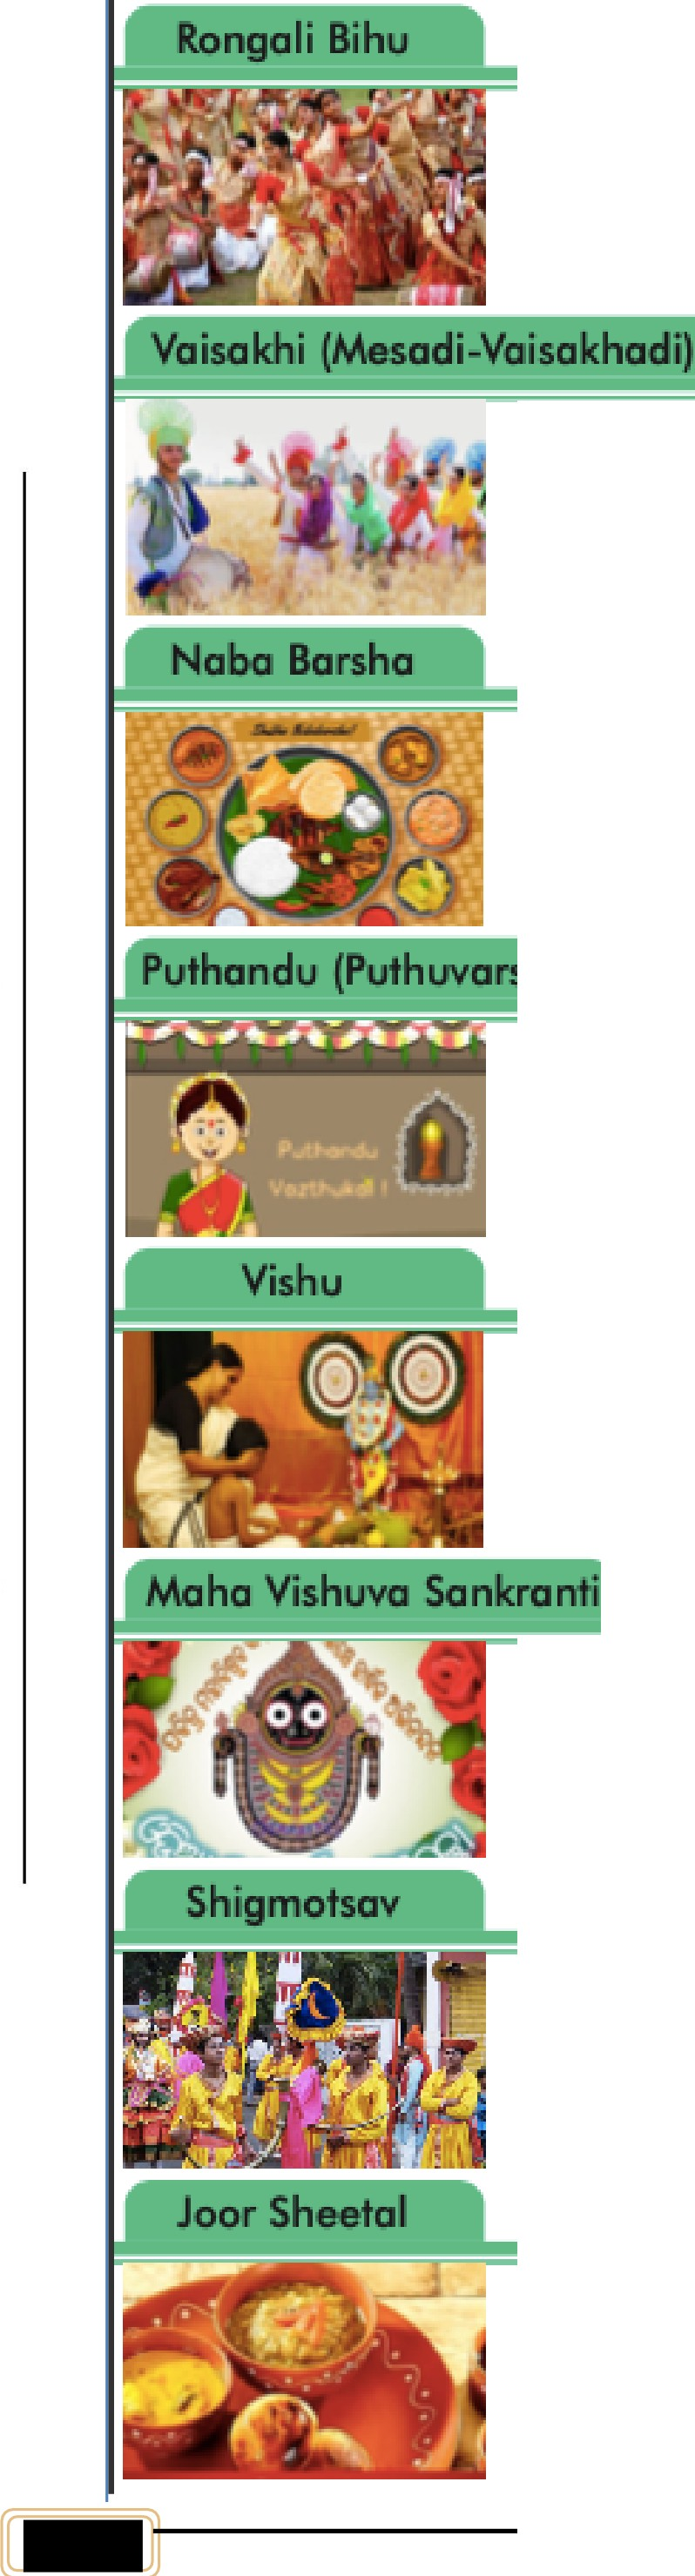 Rongali Bihu
Vaisakhi (Mesadi-Vaisakhadi)
Naba Barsha
Puthandu (Puthuvars
Puthandu
Vazthukal !
Vishu
Maha Vishuva Sankranti
Shigmotsav
Joor Sheetal